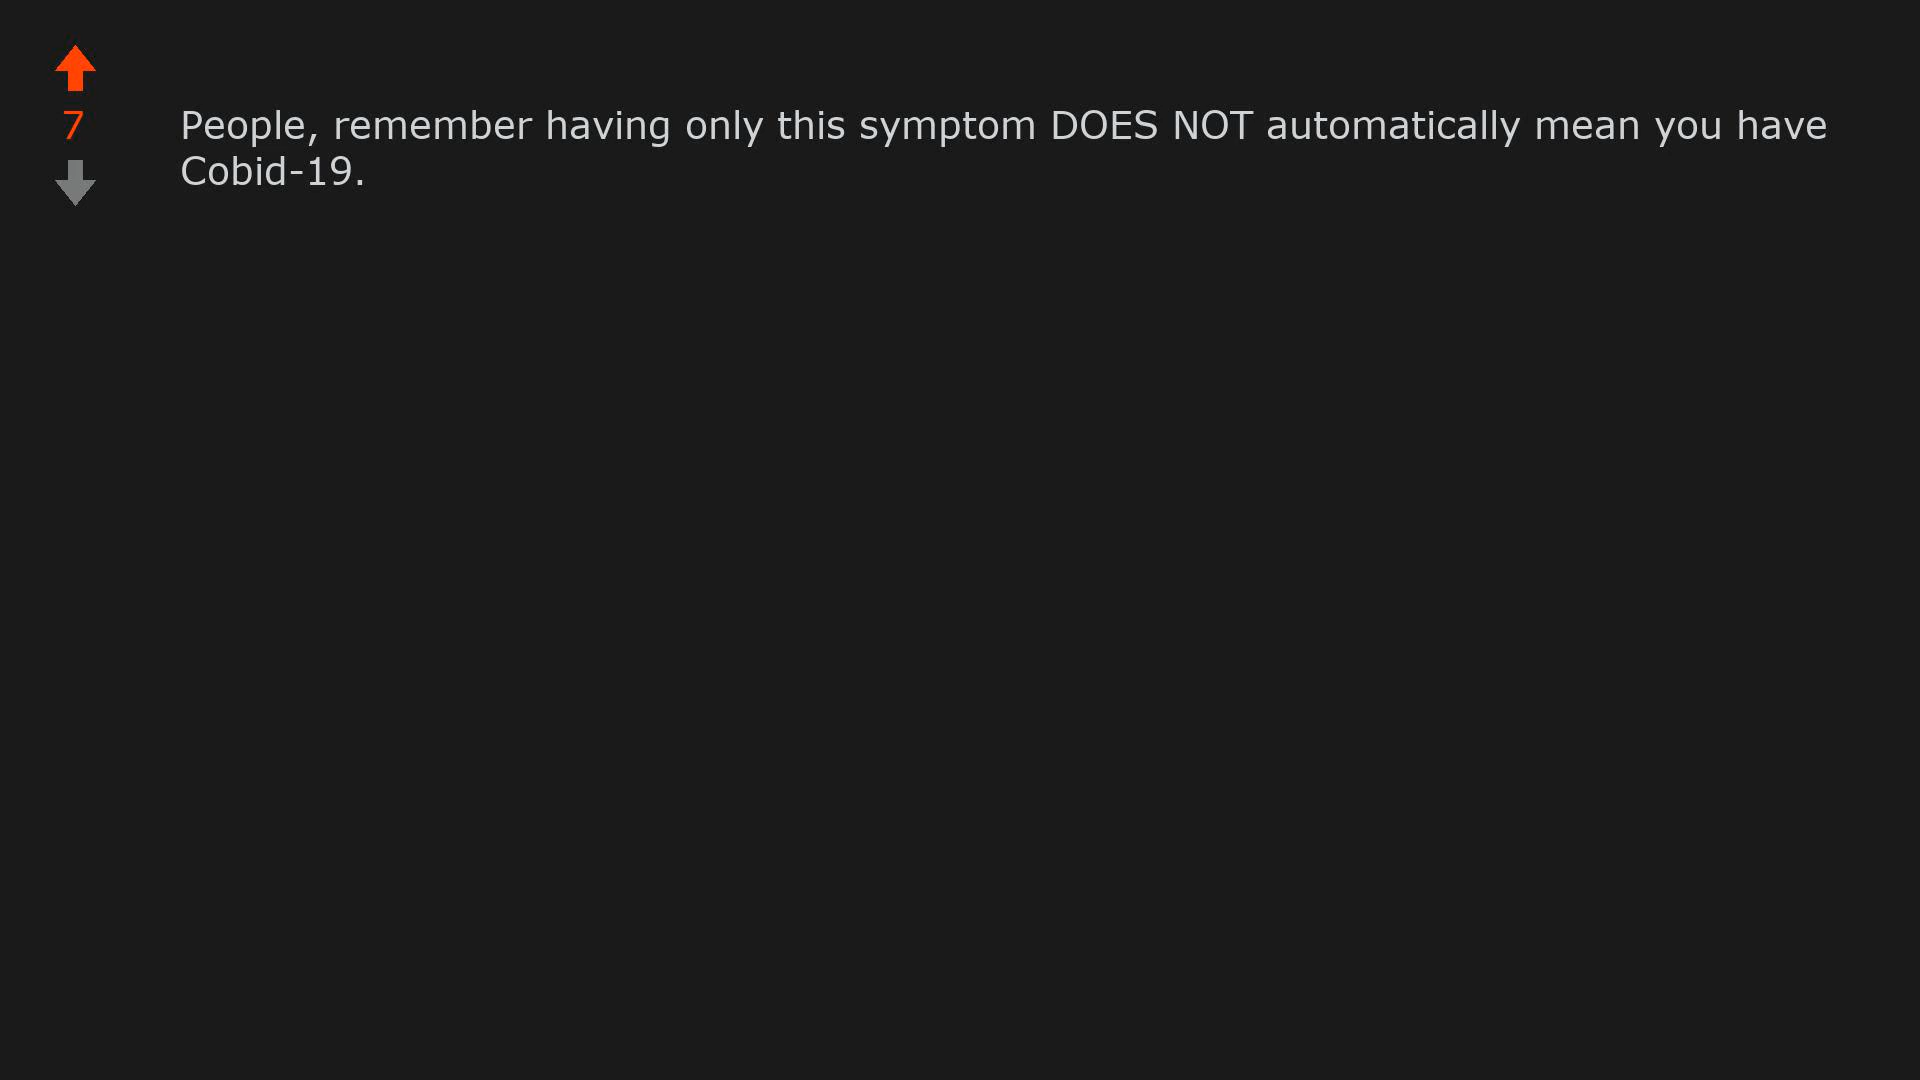 7
People, remember having only this symptom DOES NOT automatically mean you have
Cobid-19.